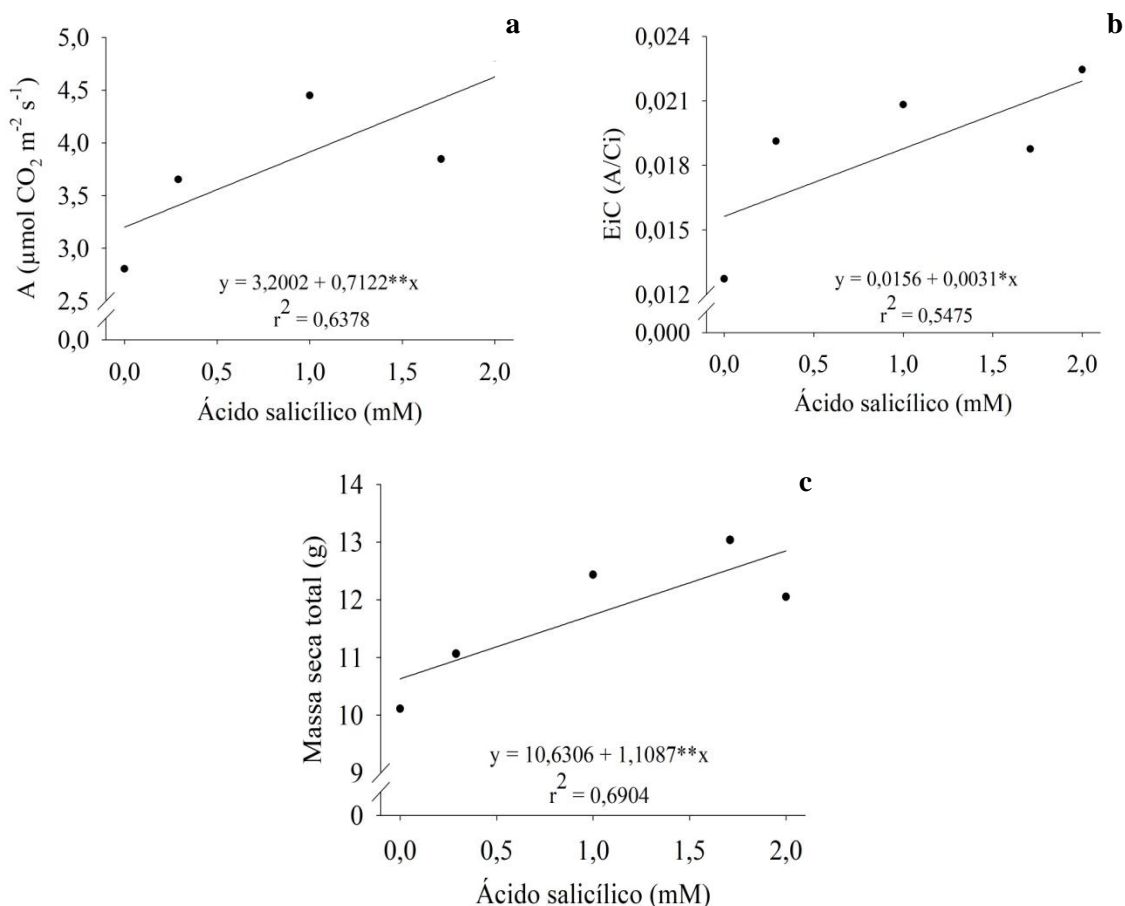 a
A (µmol CO₂ m⁻² s⁻¹)
5,0
4,5
4,0
3,5
3,0
2,5
0,0
y = 3,2002 + 0,7122**x
r² = 0,6378
0,0 0,5 1,0 1,5 2,0
Ácido salicílico (mM)
b
EiC (A/Ci)
0,024
0,021
0,018
0,015
0,012
0,000
y = 0,0156 + 0,0031*x
r² = 0,5475
0,0 0,5 1,0 1,5 2,0
Ácido salicílico (mM)
c
Massa seca total (g)
14
13
12
11
10
9
0
y = 10,6306 + 1,1087**x
r² = 0,6904
0,0 0,5 1,0 1,5 2,0
Ácido salicílico (mM)